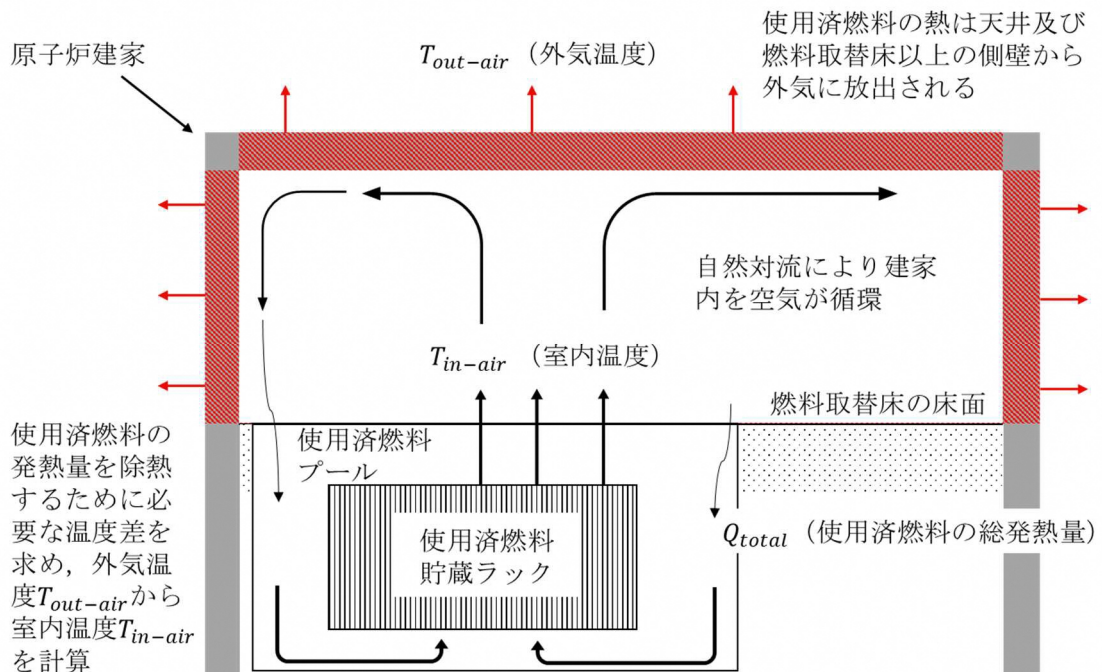 原子炉建家
T_{out-air}（外気温度）
使用済燃料の熱は天井及び
燃料取替床以上の側壁から
外気に放出される
自然対流により建家
内を空気が循環
T_{in-air}（室内温度）
燃料取替床の床面
使用済燃料
プール
使用済燃料の
発熱量を除熱
するために必
要な温度差を
求め，外気温
度T_{out-air}から
室内温度T_{in-air}
を計算
使用済燃料
貯蔵ラック
Q_{total}（使用済燃料の総発熱量）